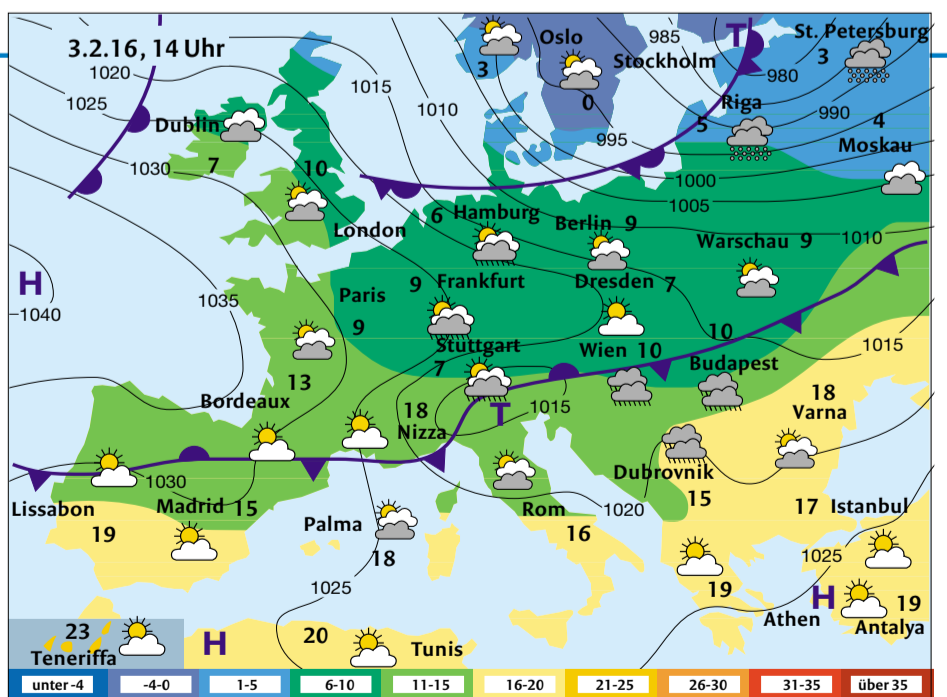 3.2.16, 14 Uhr
Oslo
985
T
St. Petersburg
3
1020
3
Stockholm
980
1015
1025
1010
0
Riga
990
Dublin
5
995
4
Moskau
7
10
1030
1000
1005
6
Hamburg
Berlin 9
London
Warschau 9
1010
H
1040
1035
Paris
9
9
Frankfurt
Dresden 7
10
Stuttgart
7
Wien 10
Budapest
1015
13
Bordeaux
18
Nizza
T
1015
18
Varna
1030
Dubrovnik
15
Lissabon
19
Madrid 15
Palma
18
Rom
16
1020
17 Istanbul
1025
1025
19
Athen
H
19
Antalya
23
Teneriffa
H
20
Tunis
unter -4
-4-0
1-5
6-10
11-15
16-20
21-25
26-30
31-35
über 35